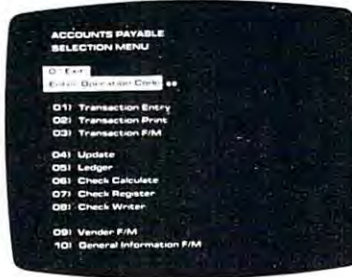 ACCOUNTS PAYABLE
SELECTION MENU
0 Exit
Enter Operation Code
01) Transaction Entry
02) Transaction Print
03) Transaction F/M
04) Update
05) Ledger
06) Check Calculate
07) Check Register
08) Check Writer
09) Vender F/M
10) General Information F/M